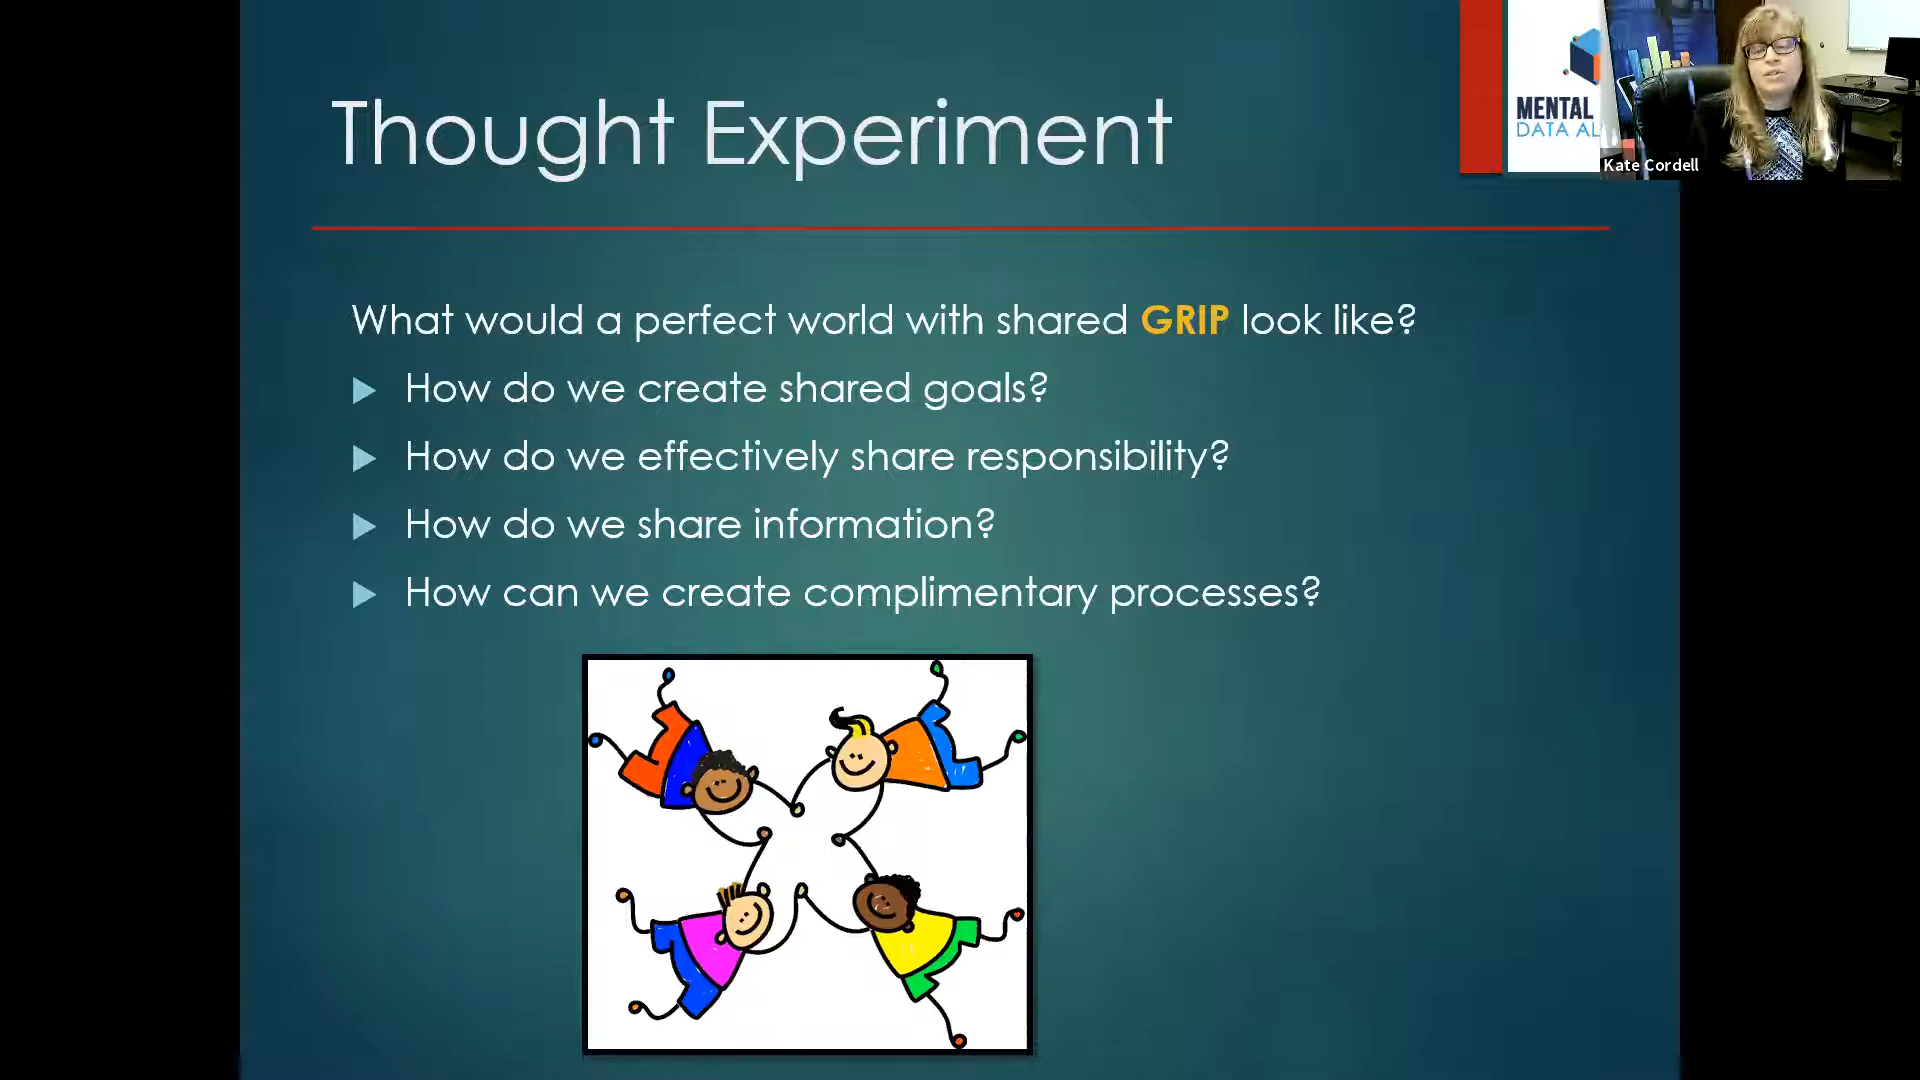 Thought Experiment
MENTAL
DATA AL
Kate Cordell
What would a perfect world with shared GRIP look like?
How do we create shared goals?
How do we effectively share responsibility?
How do we share information?
How can we create complimentary processes?